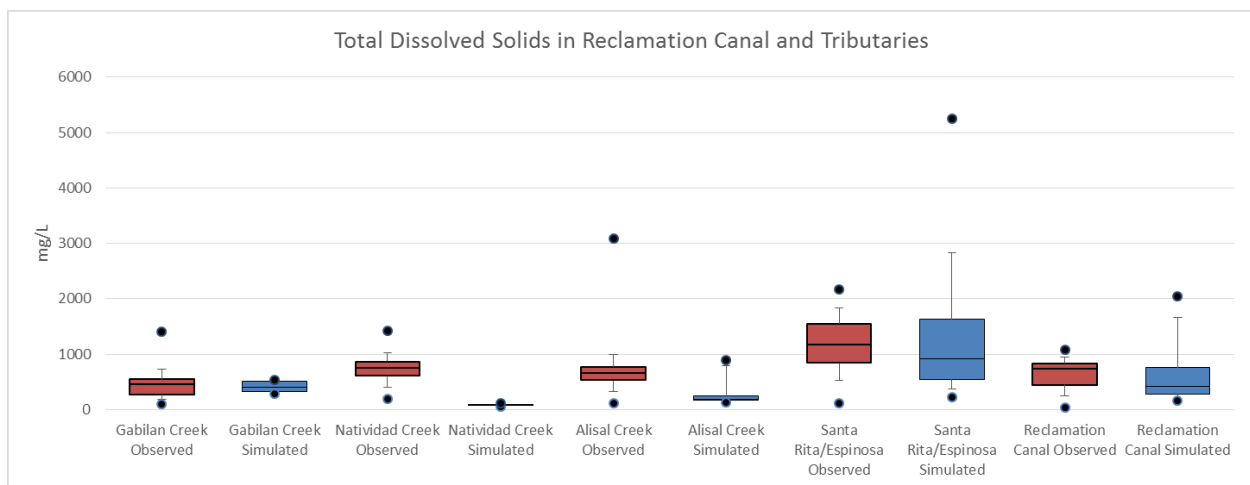 Total Dissolved Solids in Reclamation Canal and Tributaries
6000
5000
4000
3000
2000
1000
0
mg/L
Gabilan Creek
Observed
Gabilan Creek
Simulated
Natividad Creek
Observed
Natividad Creek
Simulated
Alisal Creek
Observed
Alisal Creek
Simulated
Santa
Rita/Espinosa
Observed
Santa
Rita/Espinosa
Simulated
Reclamation
Canal Observed
Reclamation
Canal Simulated